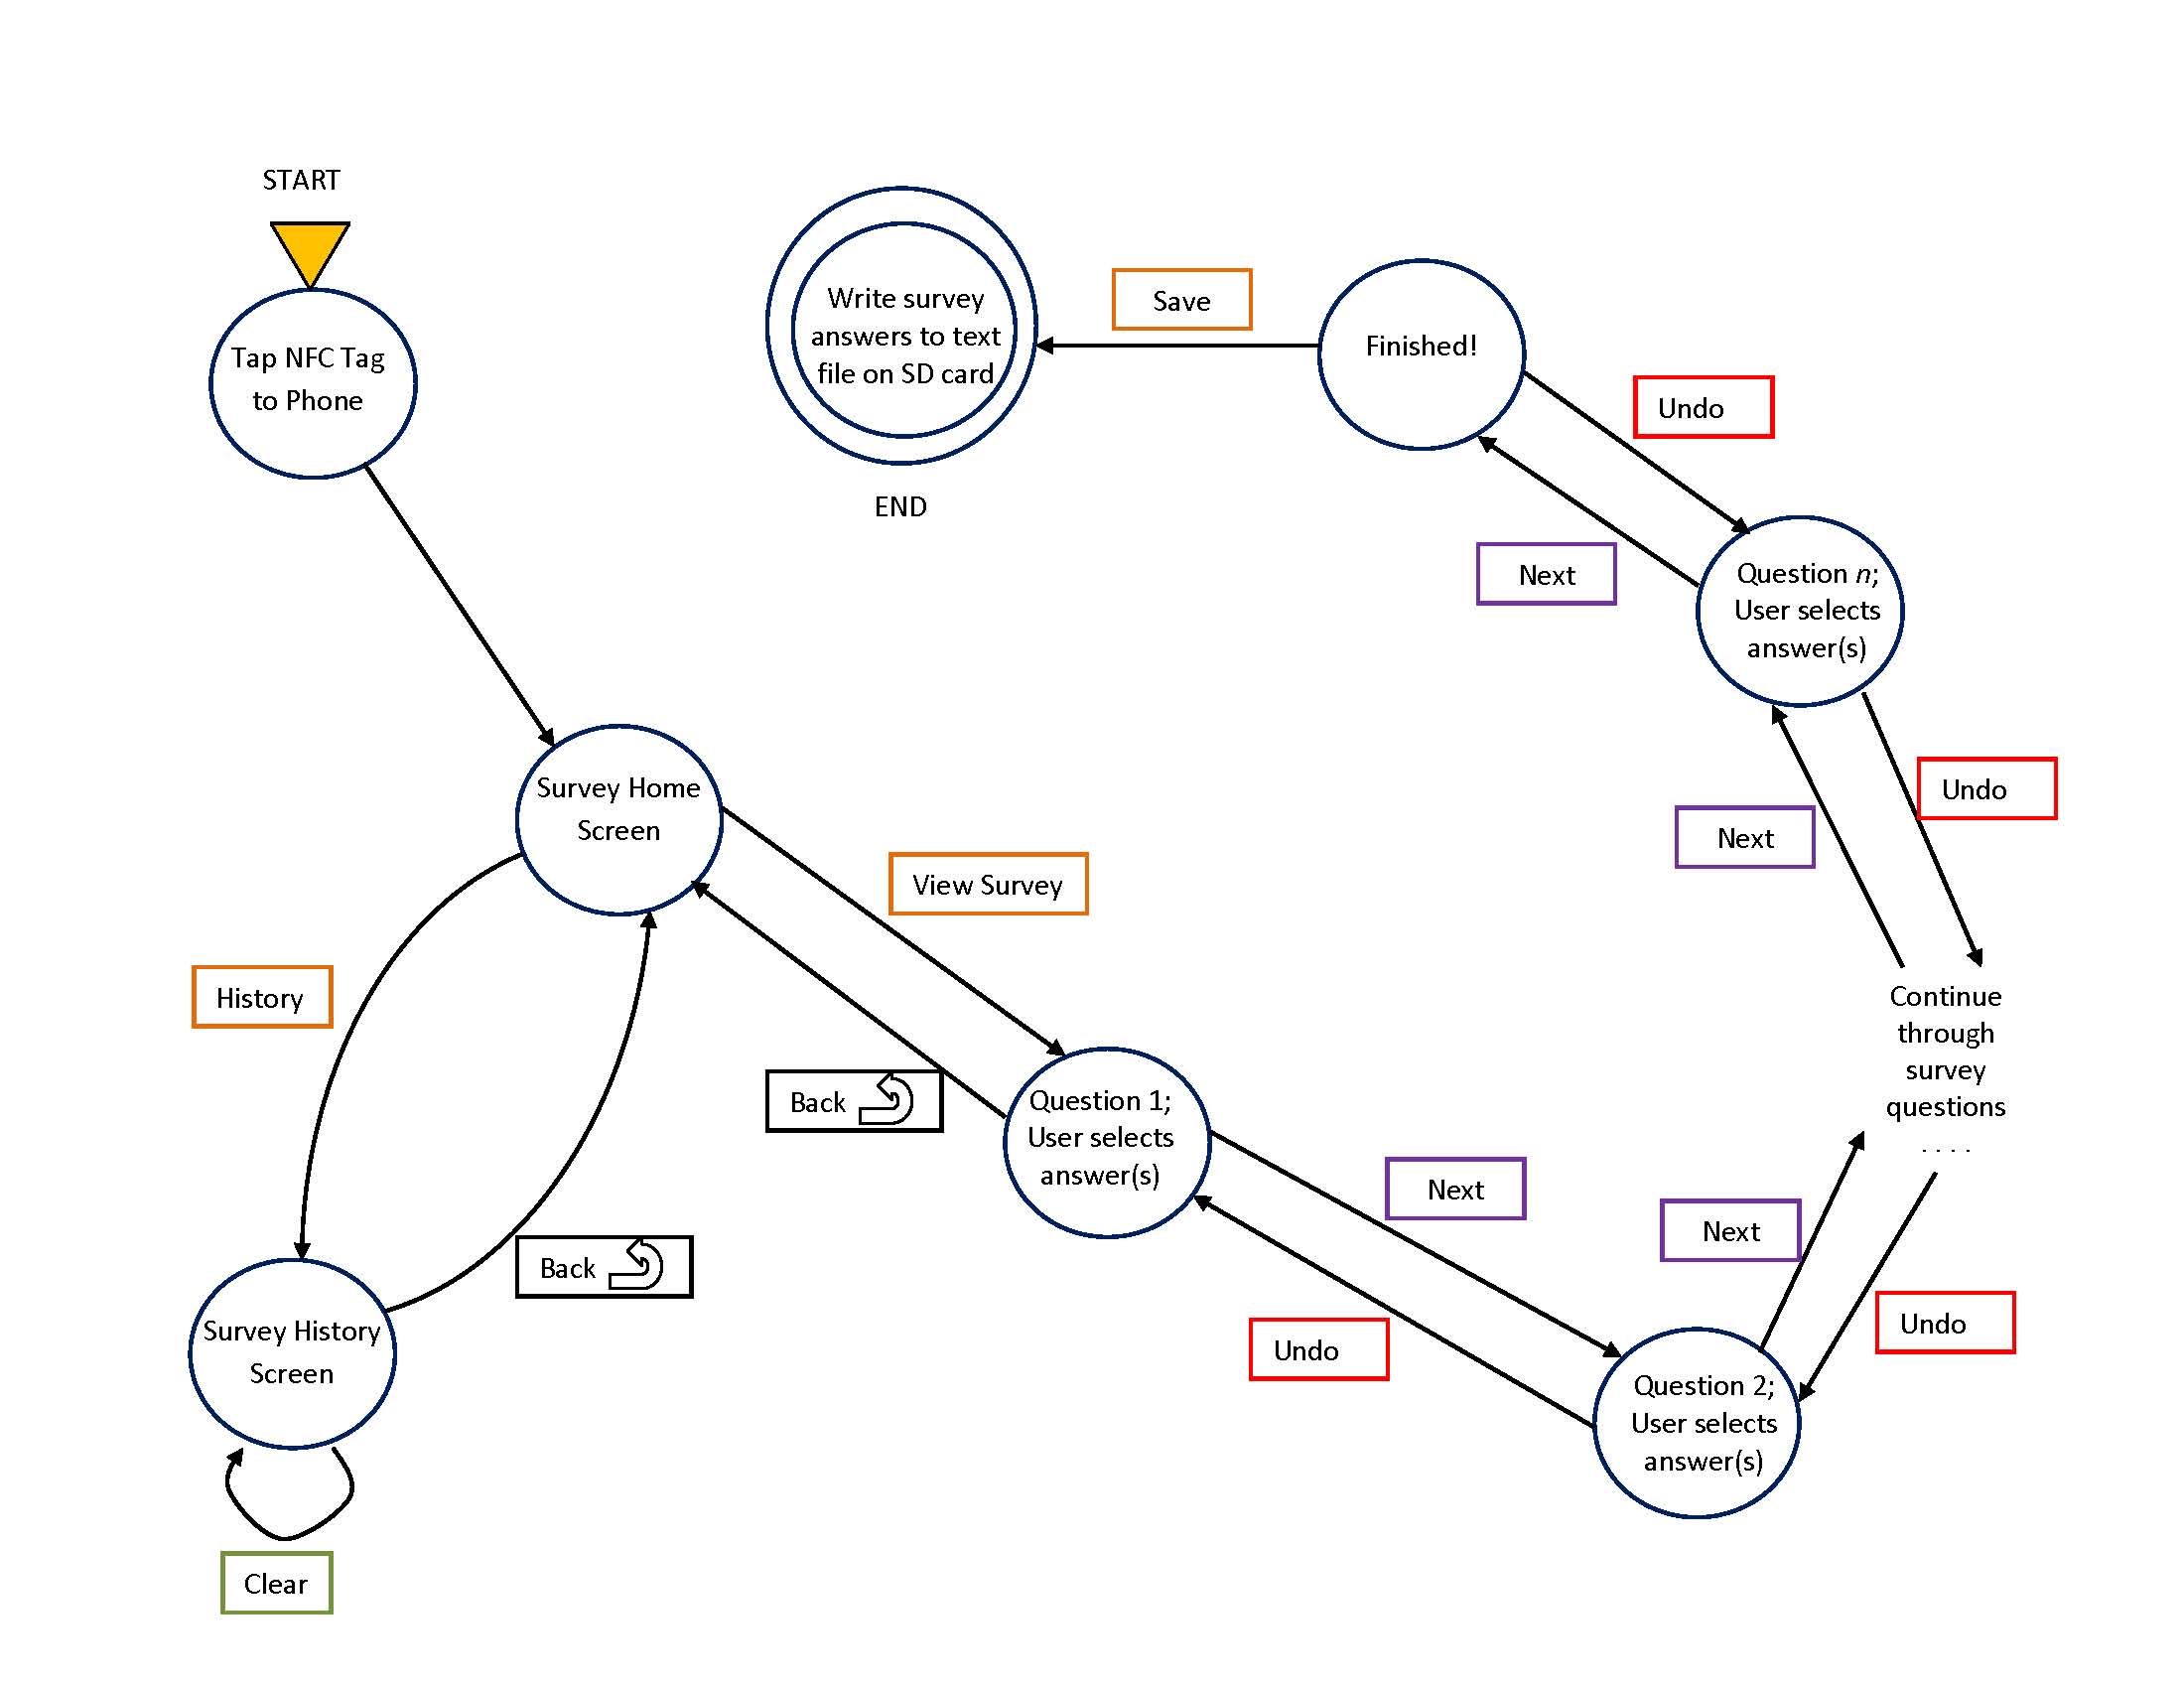 START
Tap NFC Tag
to Phone
Write survey
answers to text
file on SD card
END
Save
Finished!
Undo
Next
Question n;
User selects
answer(s)
Undo
Next
Survey Home
Screen
View Survey
History
Back
Continue
through
survey
questions
. . . .
Question 1;
User selects
answer(s)
Next
Next
Undo
Undo
Back
Survey History
Screen
Question 2;
User selects
answer(s)
Clear